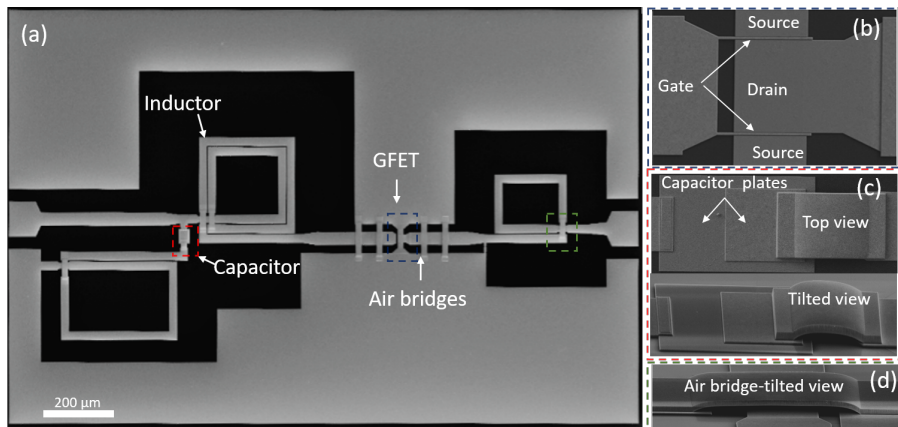 (a)
Inductor
GFET
Capacitor
Air bridges
200 µm
(b)
Source
Gate
Drain
Source
(c)
Capacitor plates
Top view
Tilted view
(d)
Air bridge-tilted view